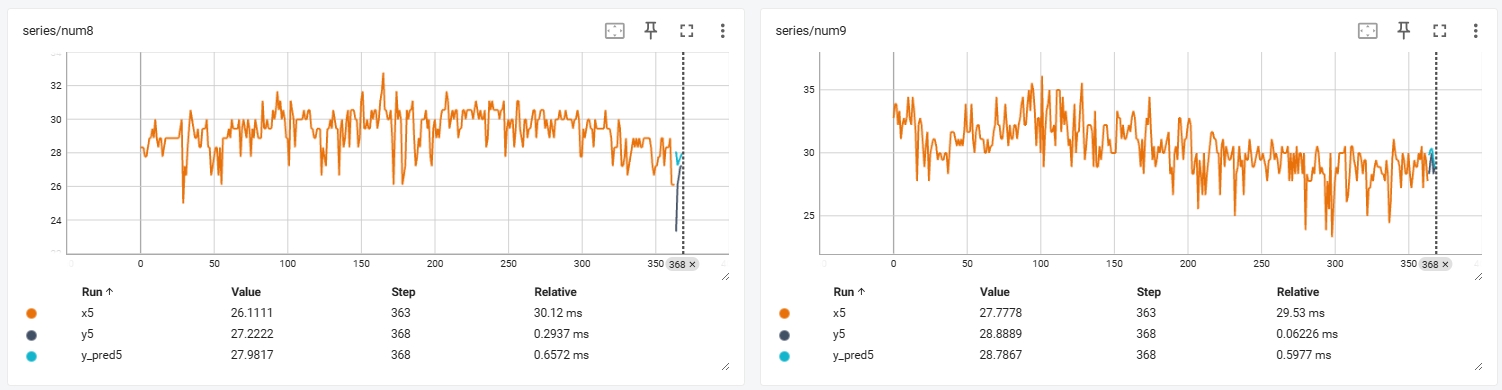 series/num8
32
30
28
26
24
0 50 100 150 200 250 300 350 368 ×
Run ↑ Value Step Relative
x5 26.1111 363 30.12 ms
y5 27.2222 368 0.2937 ms
y_pred5 27.9817 368 0.6572 ms
series/num9
35
30
25
0 50 100 150 200 250 300 350 368 ×
Run ↑ Value Step Relative
x5 27.7778 363 29.53 ms
y5 28.8889 368 0.06226 ms
y_pred5 28.7867 368 0.5977 ms